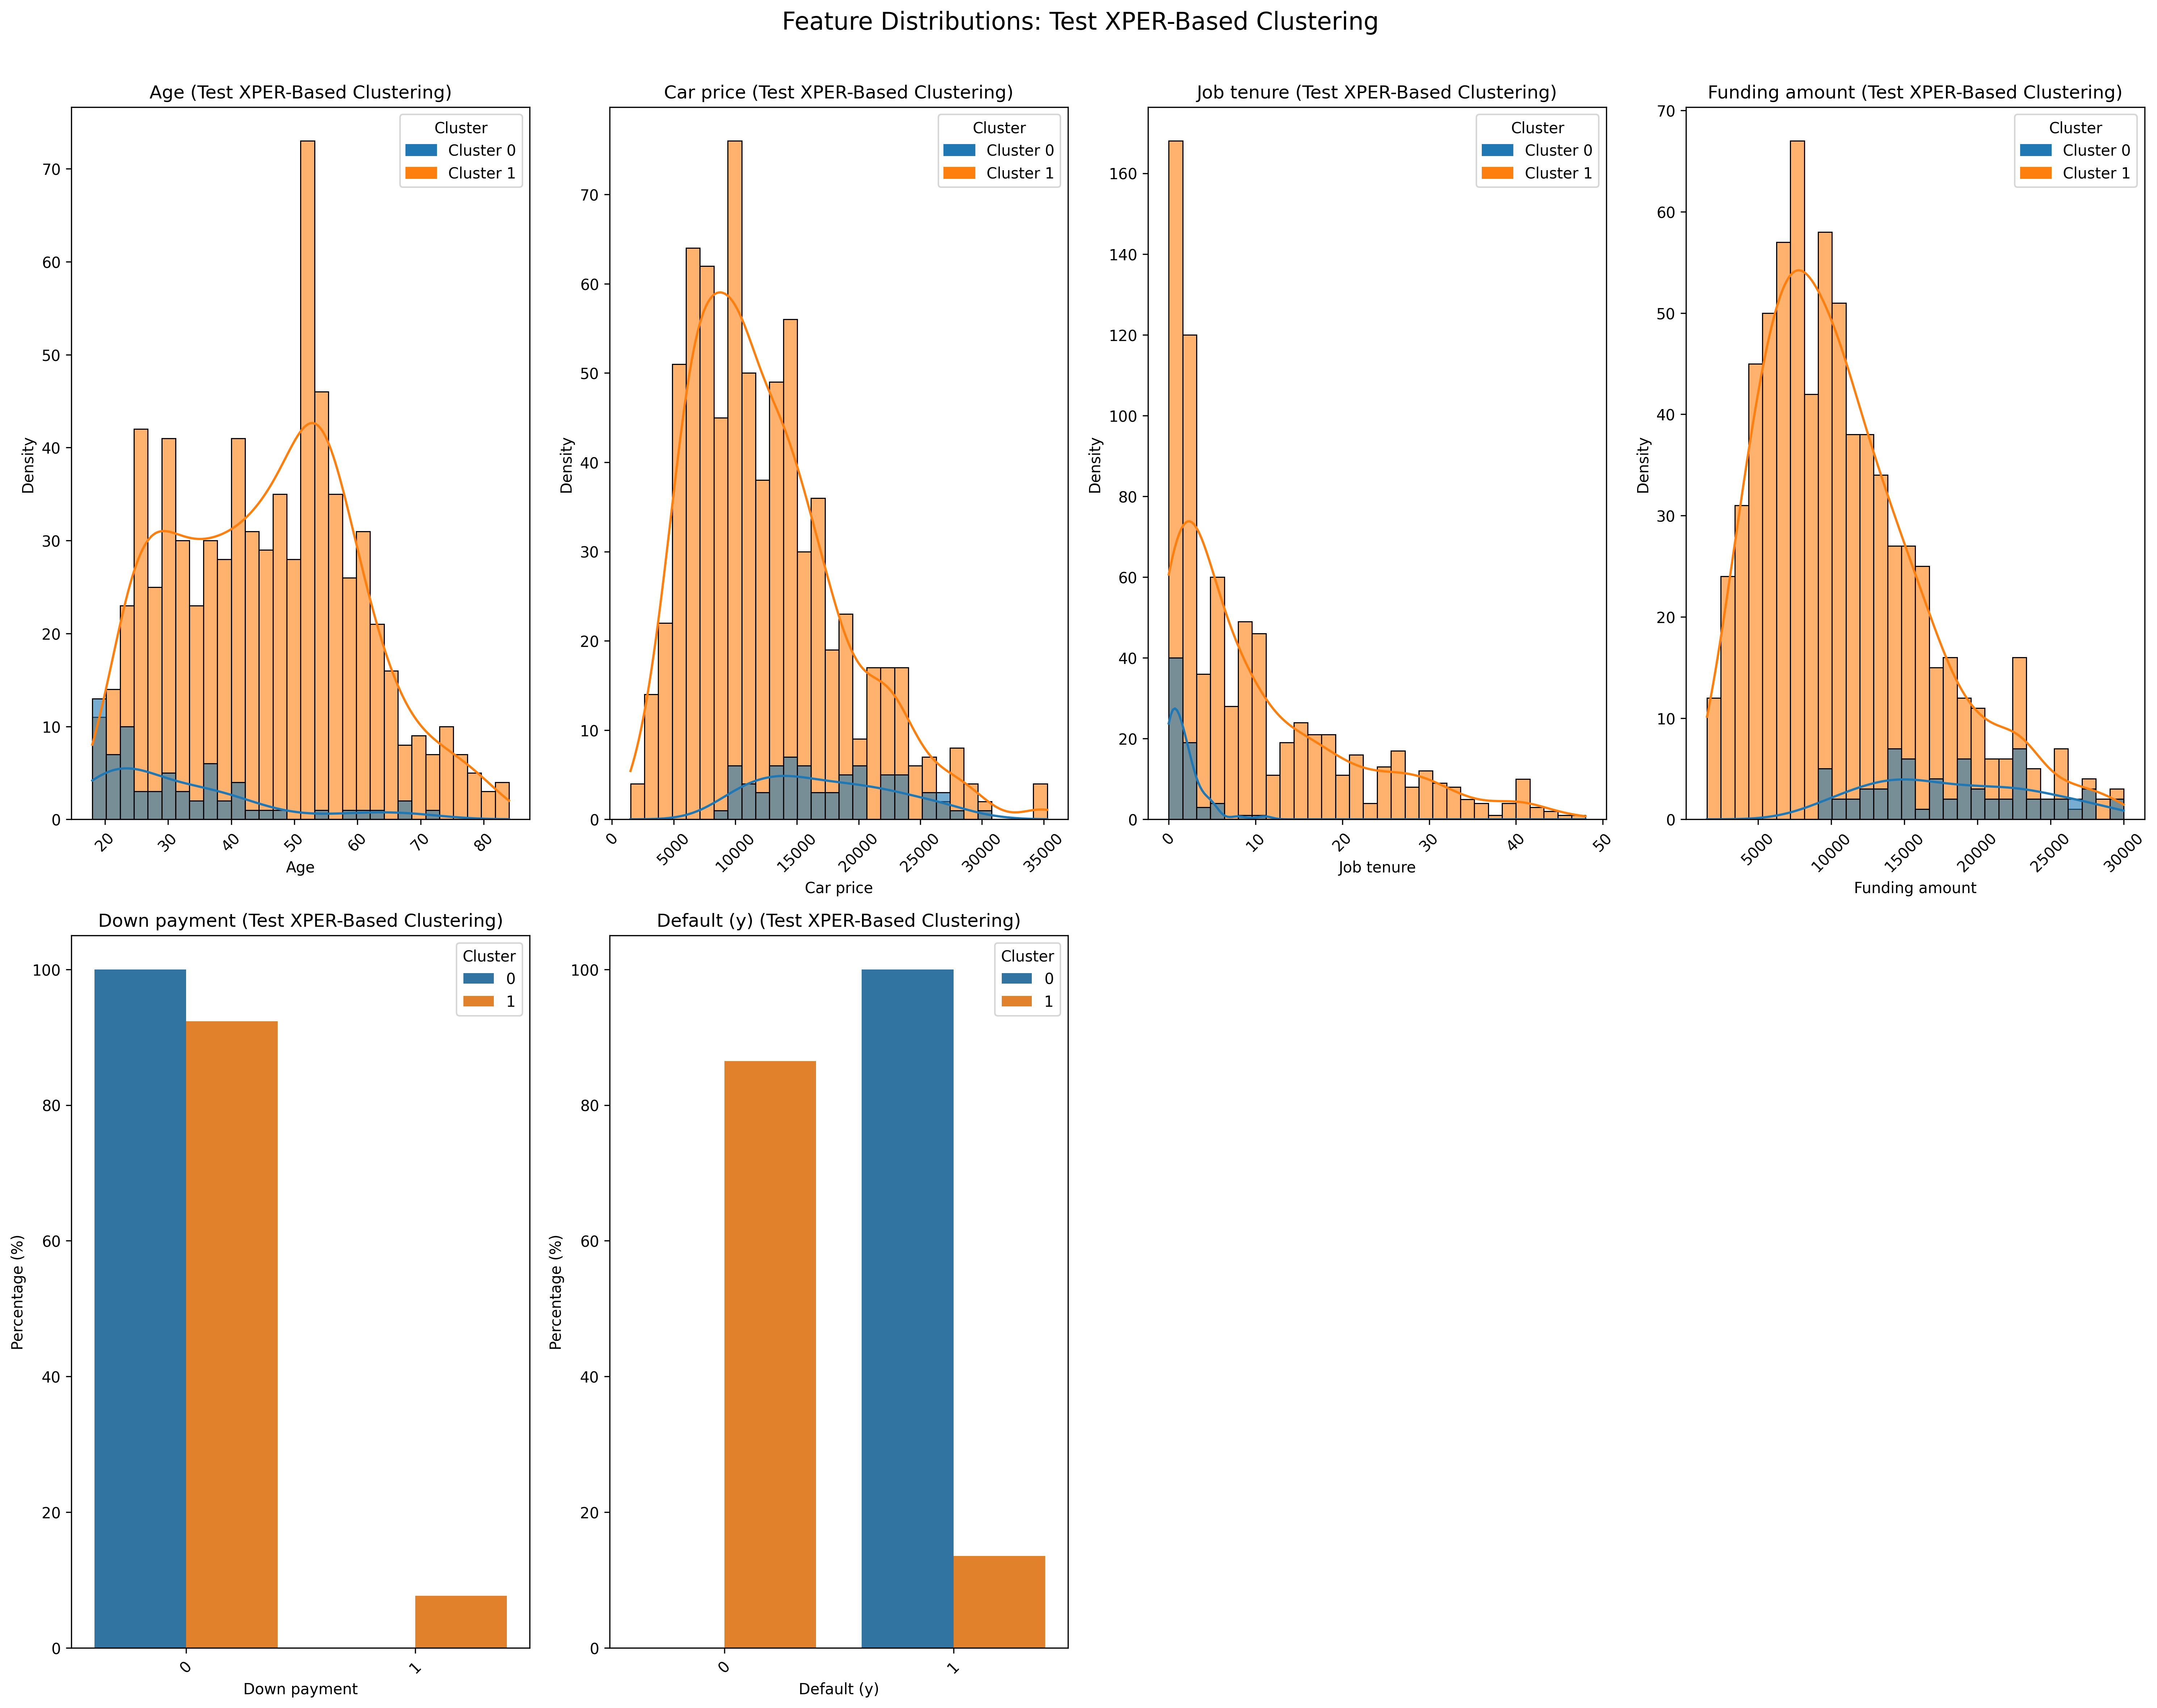 Feature Distributions: Test XPER-Based Clustering
Age (Test XPER-Based Clustering)
Cluster
Cluster 0
Cluster 1
70
60
50
40
30
20
10
0
Density
20
30
40
50
60
70
80
Age
Car price (Test XPER-Based Clustering)
Cluster
Cluster 0
Cluster 1
70
60
50
40
30
20
10
0
Density
0
5000
10000
15000
20000
25000
30000
35000
Car price
Job tenure (Test XPER-Based Clustering)
Cluster
Cluster 0
Cluster 1
160
140
120
100
80
60
40
20
0
Density
0
10
20
30
40
50
Job tenure
Funding amount (Test XPER-Based Clustering)
Cluster
Cluster 0
Cluster 1
70
60
50
40
30
20
10
0
Density
5000
10000
15000
20000
25000
30000
Funding amount
Down payment (Test XPER-Based Clustering)
Cluster
0
1
100
80
60
40
20
0
Percentage (%)
0
1
Down payment
Default (y) (Test XPER-Based Clustering)
Cluster
0
1
100
80
60
40
20
0
Percentage (%)
0
1
Default (y)